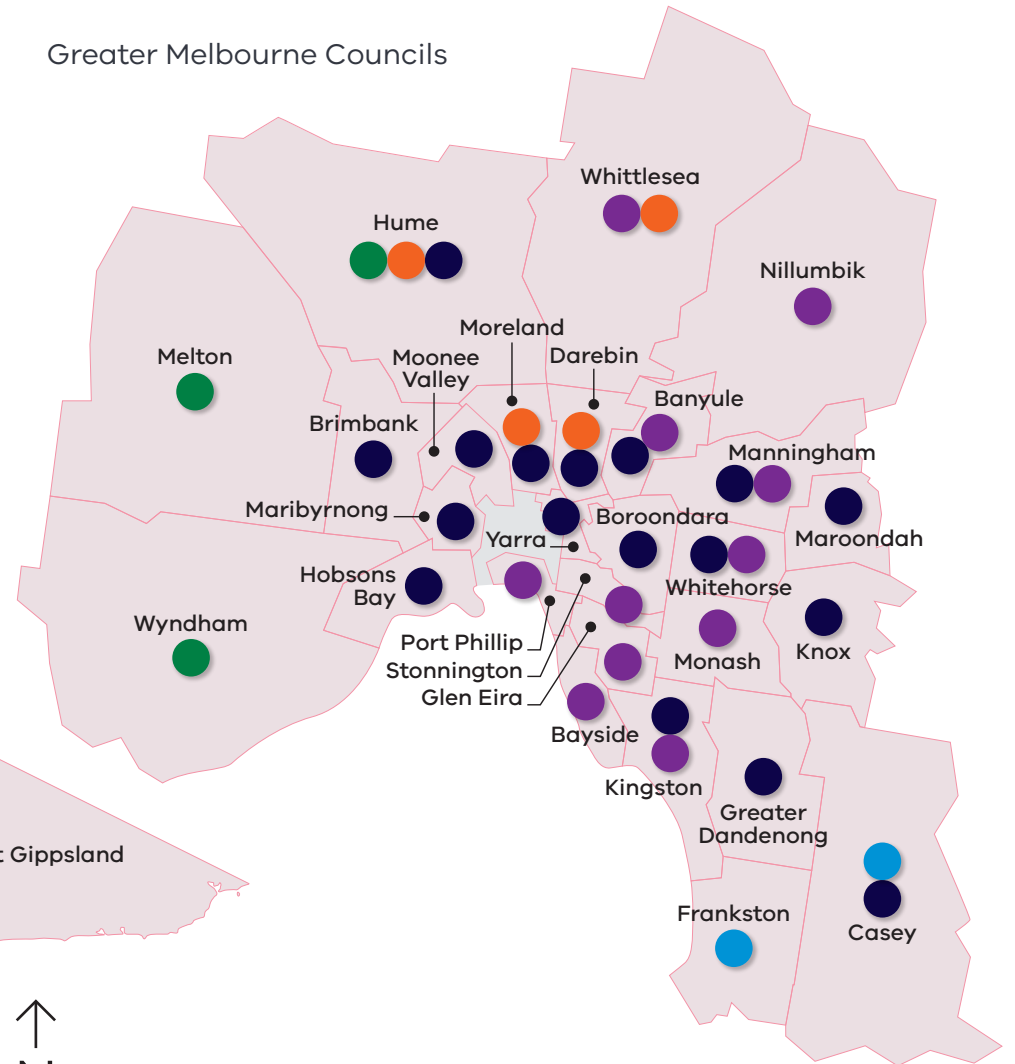 Greater Melbourne Councils
Whittlesea
Hume
Nillumbik
Moreland
Moonee
Valley
Darebin
Melton
Banyule
Brimbank
Manningham
Maribyrnong
Boroondara
Yarra
Maroondah
Hobsons
Bay
Whitehorse
Wyndham
Port Phillip
Stonnington
Glen Eira
Monash
Knox
Bayside
Kingston
Greater
Dandenong
t Gippsland
Frankston
Casey